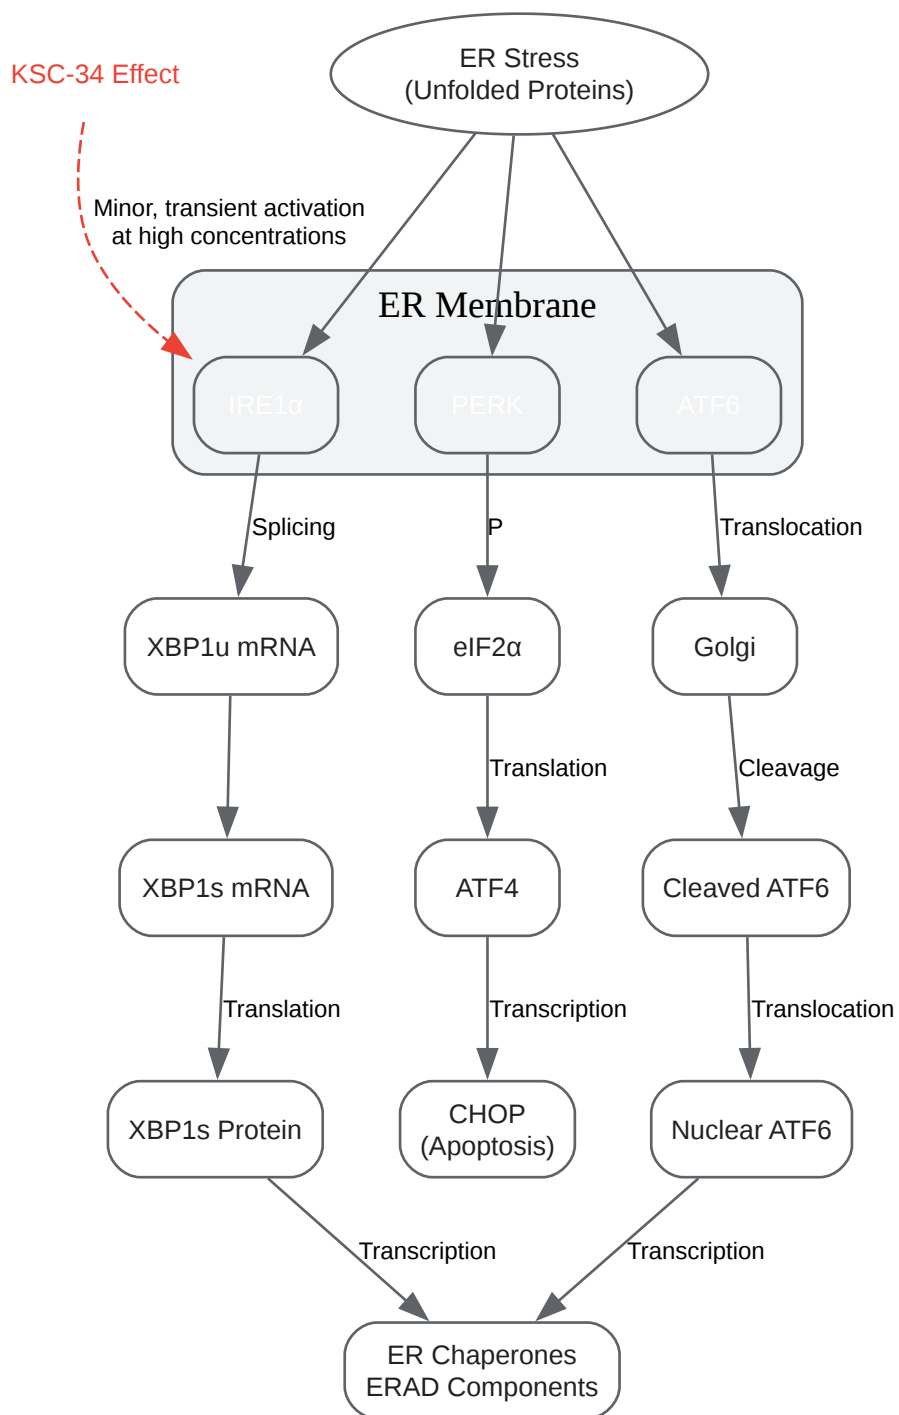 ER Stress
(Unfolded Proteins)
KSC-34 Effect
Minor, transient activation
at high concentrations
ER Membrane
IRE1α
PERK
ATF6
Splicing
P
Translocation
XBP1u mRNA
eIF2α
Golgi
Translation
Cleavage
XBP1s mRNA
ATF4
Cleaved ATF6
Translation
Transcription
Translocation
XBP1s Protein
CHOP
(Apoptosis)
Nuclear ATF6
Transcription
Transcription
ER Chaperones
ERAD Components